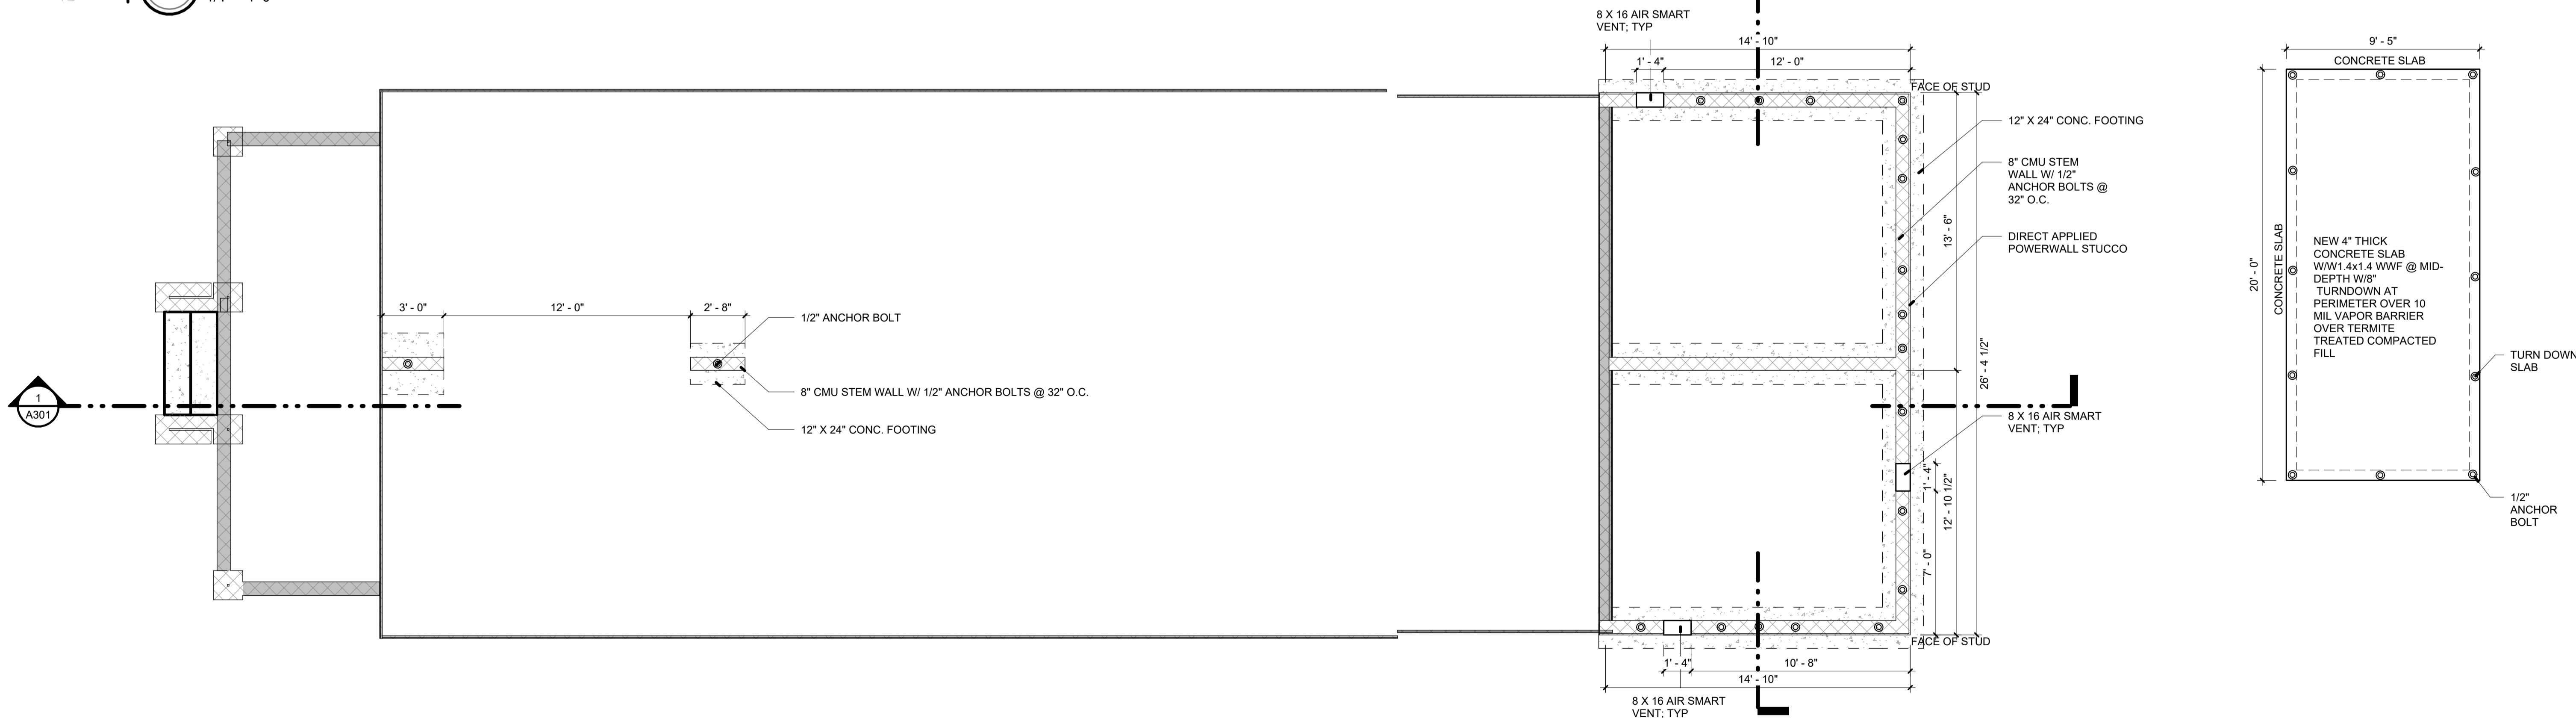 8 X 16 AIR SMART
VENT; TYP
14' - 10"
1' - 4"
12' - 0"
FACE OF STUD
12" X 24" CONC. FOOTING
8" CMU STEM
WALL W/ 1/2"
ANCHOR BOLTS @
32" O.C.
DIRECT APPLIED
POWERWALL STUCCO
13' - 6"
26' - 4 1/2"
8 X 16 AIR SMART
VENT; TYP
1' - 4"
12' - 10 1/2"
7' - 0"
FACE OF STUD
1' - 4"
10' - 8"
14' - 10"
8 X 16 AIR SMART
VENT; TYP
3' - 0"
12' - 0"
2' - 8"
1/2" ANCHOR BOLT
8" CMU STEM WALL W/ 1/2" ANCHOR BOLTS @ 32" O.C.
12" X 24" CONC. FOOTING
1
A301
9' - 5"
CONCRETE SLAB
20' - 0"
CONCRETE SLAB
NEW 4" THICK
CONCRETE SLAB
W/W1.4x1.4 WWF @ MID-
DEPTH W/8"
TURNDOWN AT
PERIMETER OVER 10
MIL VAPOR BARRIER
OVER TERMITE
TREATED COMPACTED
FILL
TURN DOWN
SLAB
1/2"
ANCHOR
BOLT